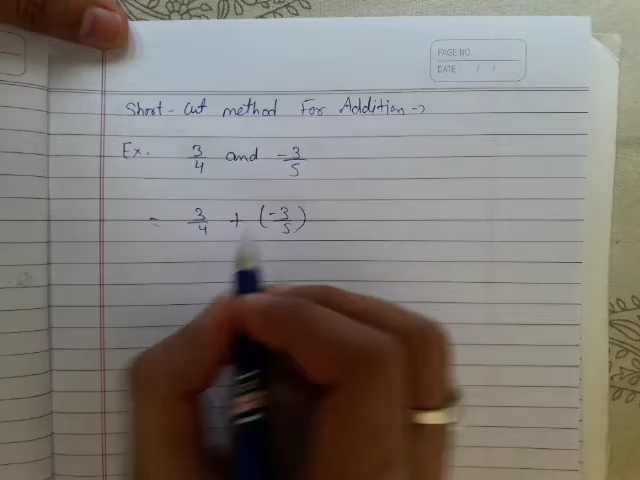 PAGE NO.
DATE / /
Short-cut method For Addition→
Ex. 3/4 and -3/5
= 3/4 + (-3/5)